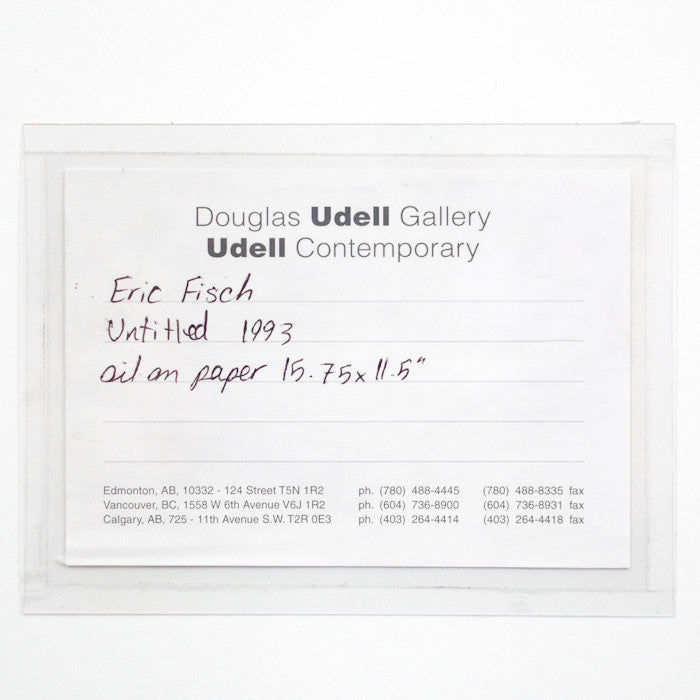 Douglas Udell Gallery
Udell Contemporary
Eric Fisch
Untitled 1993
oil on paper 15.75x11.5"
Edmonton, AB, 10332 - 124 Street T5N 1R2 ph. (780) 488-4445 (780) 488-8335 fax
Vancouver, BC, 1558 W 6th Avenue V6J 1R2 ph. (604) 736-8900 (604) 736-8931 fax
Calgary, AB, 725 - 11th Avenue S.W. T2R 0E3 ph. (403) 264-4414 (403) 264-4418 fax